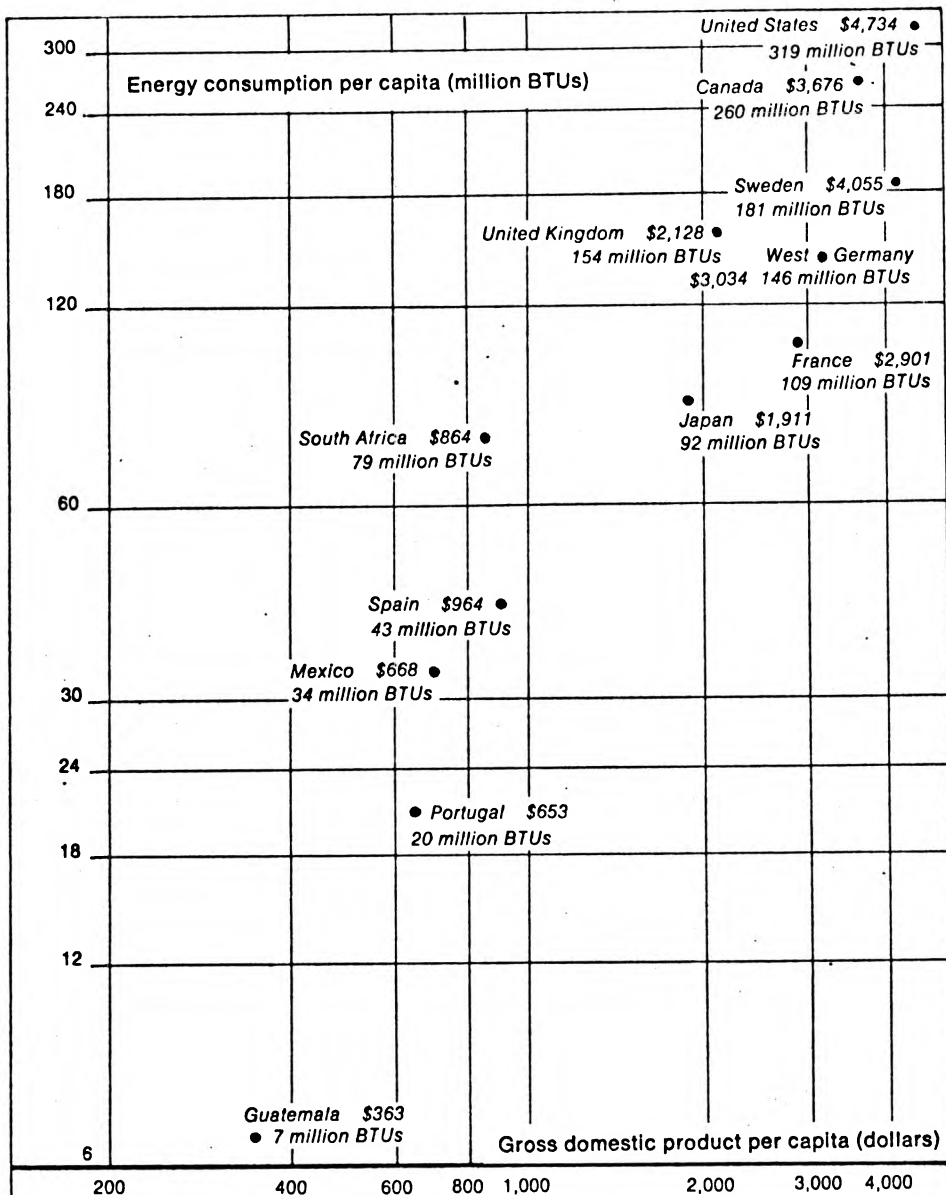 United States $4,734
300
319 million BTUs
Energy consumption per capita (million BTUs)
Canada $3,676
240
260 million BTUs
180
Sweden $4,055
181 million BTUs
United Kingdom $2,128
154 million BTUs
West Germany
$3,034 146 million BTUs
120
France $2,901
109 million BTUs
Japan $1,911
92 million BTUs
South Africa $864
79 million BTUs
60
Spain $964
43 million BTUs
Mexico $668
34 million BTUs
30
24
Portugal $653
20 million BTUs
18
12
Guatemala $363
7 million BTUs
Gross domestic product per capita (dollars)
6
200 400 600 800 1,000 2,000 3,000 4,000